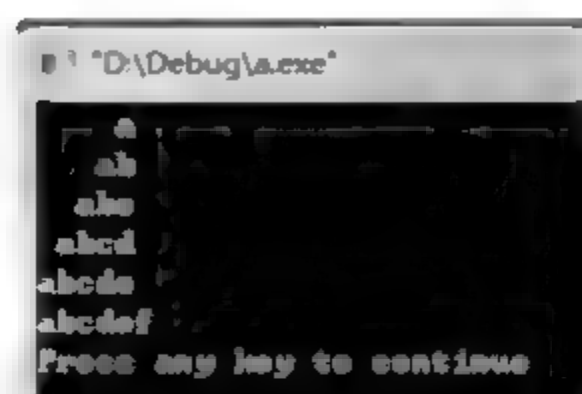 "D:\Debug\a.exe"
a
ab
abc
abcd
abcde
abcdef
Press any key to continue